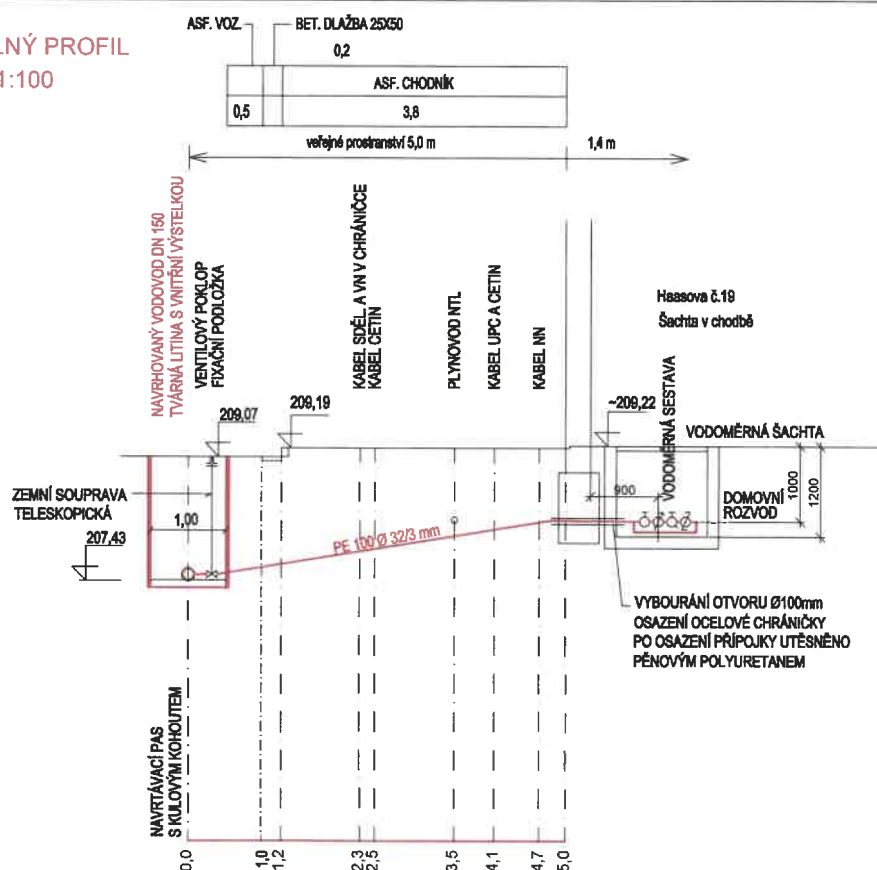 LNÝ PROFIL
1:100
ASF. VOZ.
BET. DLAŽBA 25X50
0,2
ASF. CHODNÍK
0,5
3,8
veřejné prostranství 5,0 m
1,4 m
NAVRHOVANÝ VODOVOD DN 150
TVÁRNÁ LITINA S VNITŘNÍ VÝSTELKOU
VENTILOVÝ POKLOP
FIXAČNÍ PODLOŽKA
KABEL SDĚL. A VN V CHRÁNIČCE
KABEL CETIN
PLYNOVOD NTL
KABEL UPC A CETIN
KABEL NN
Haasova č.19
Šachta v chodbě
VODOMĚRNÁ SESTAVA
209,07
209,19
~209,22
VODOMĚRNÁ ŠACHTA
ZEMNÍ SOUPRAVA
TELESKOPICKÁ
1,00
900
DOMOVNÍ
ROZVOD
1000
1200
207,43
PE 100 Ø 32/3 mm
VYBOURÁNÍ OTVORU Ø100mm
OSAZENÍ OCELOVÉ CHRÁNIČKY
PO OSAZENÍ PŘÍPOJKY UTĚSNĚNO
PĚNOVÝM POLYURETANEM
NAVRTÁVACÍ PAS
S KULOVÝM KOHOUTEM
0,0
1,0
1,2
2,3
2,5
3,5
4,1
4,7
5,0